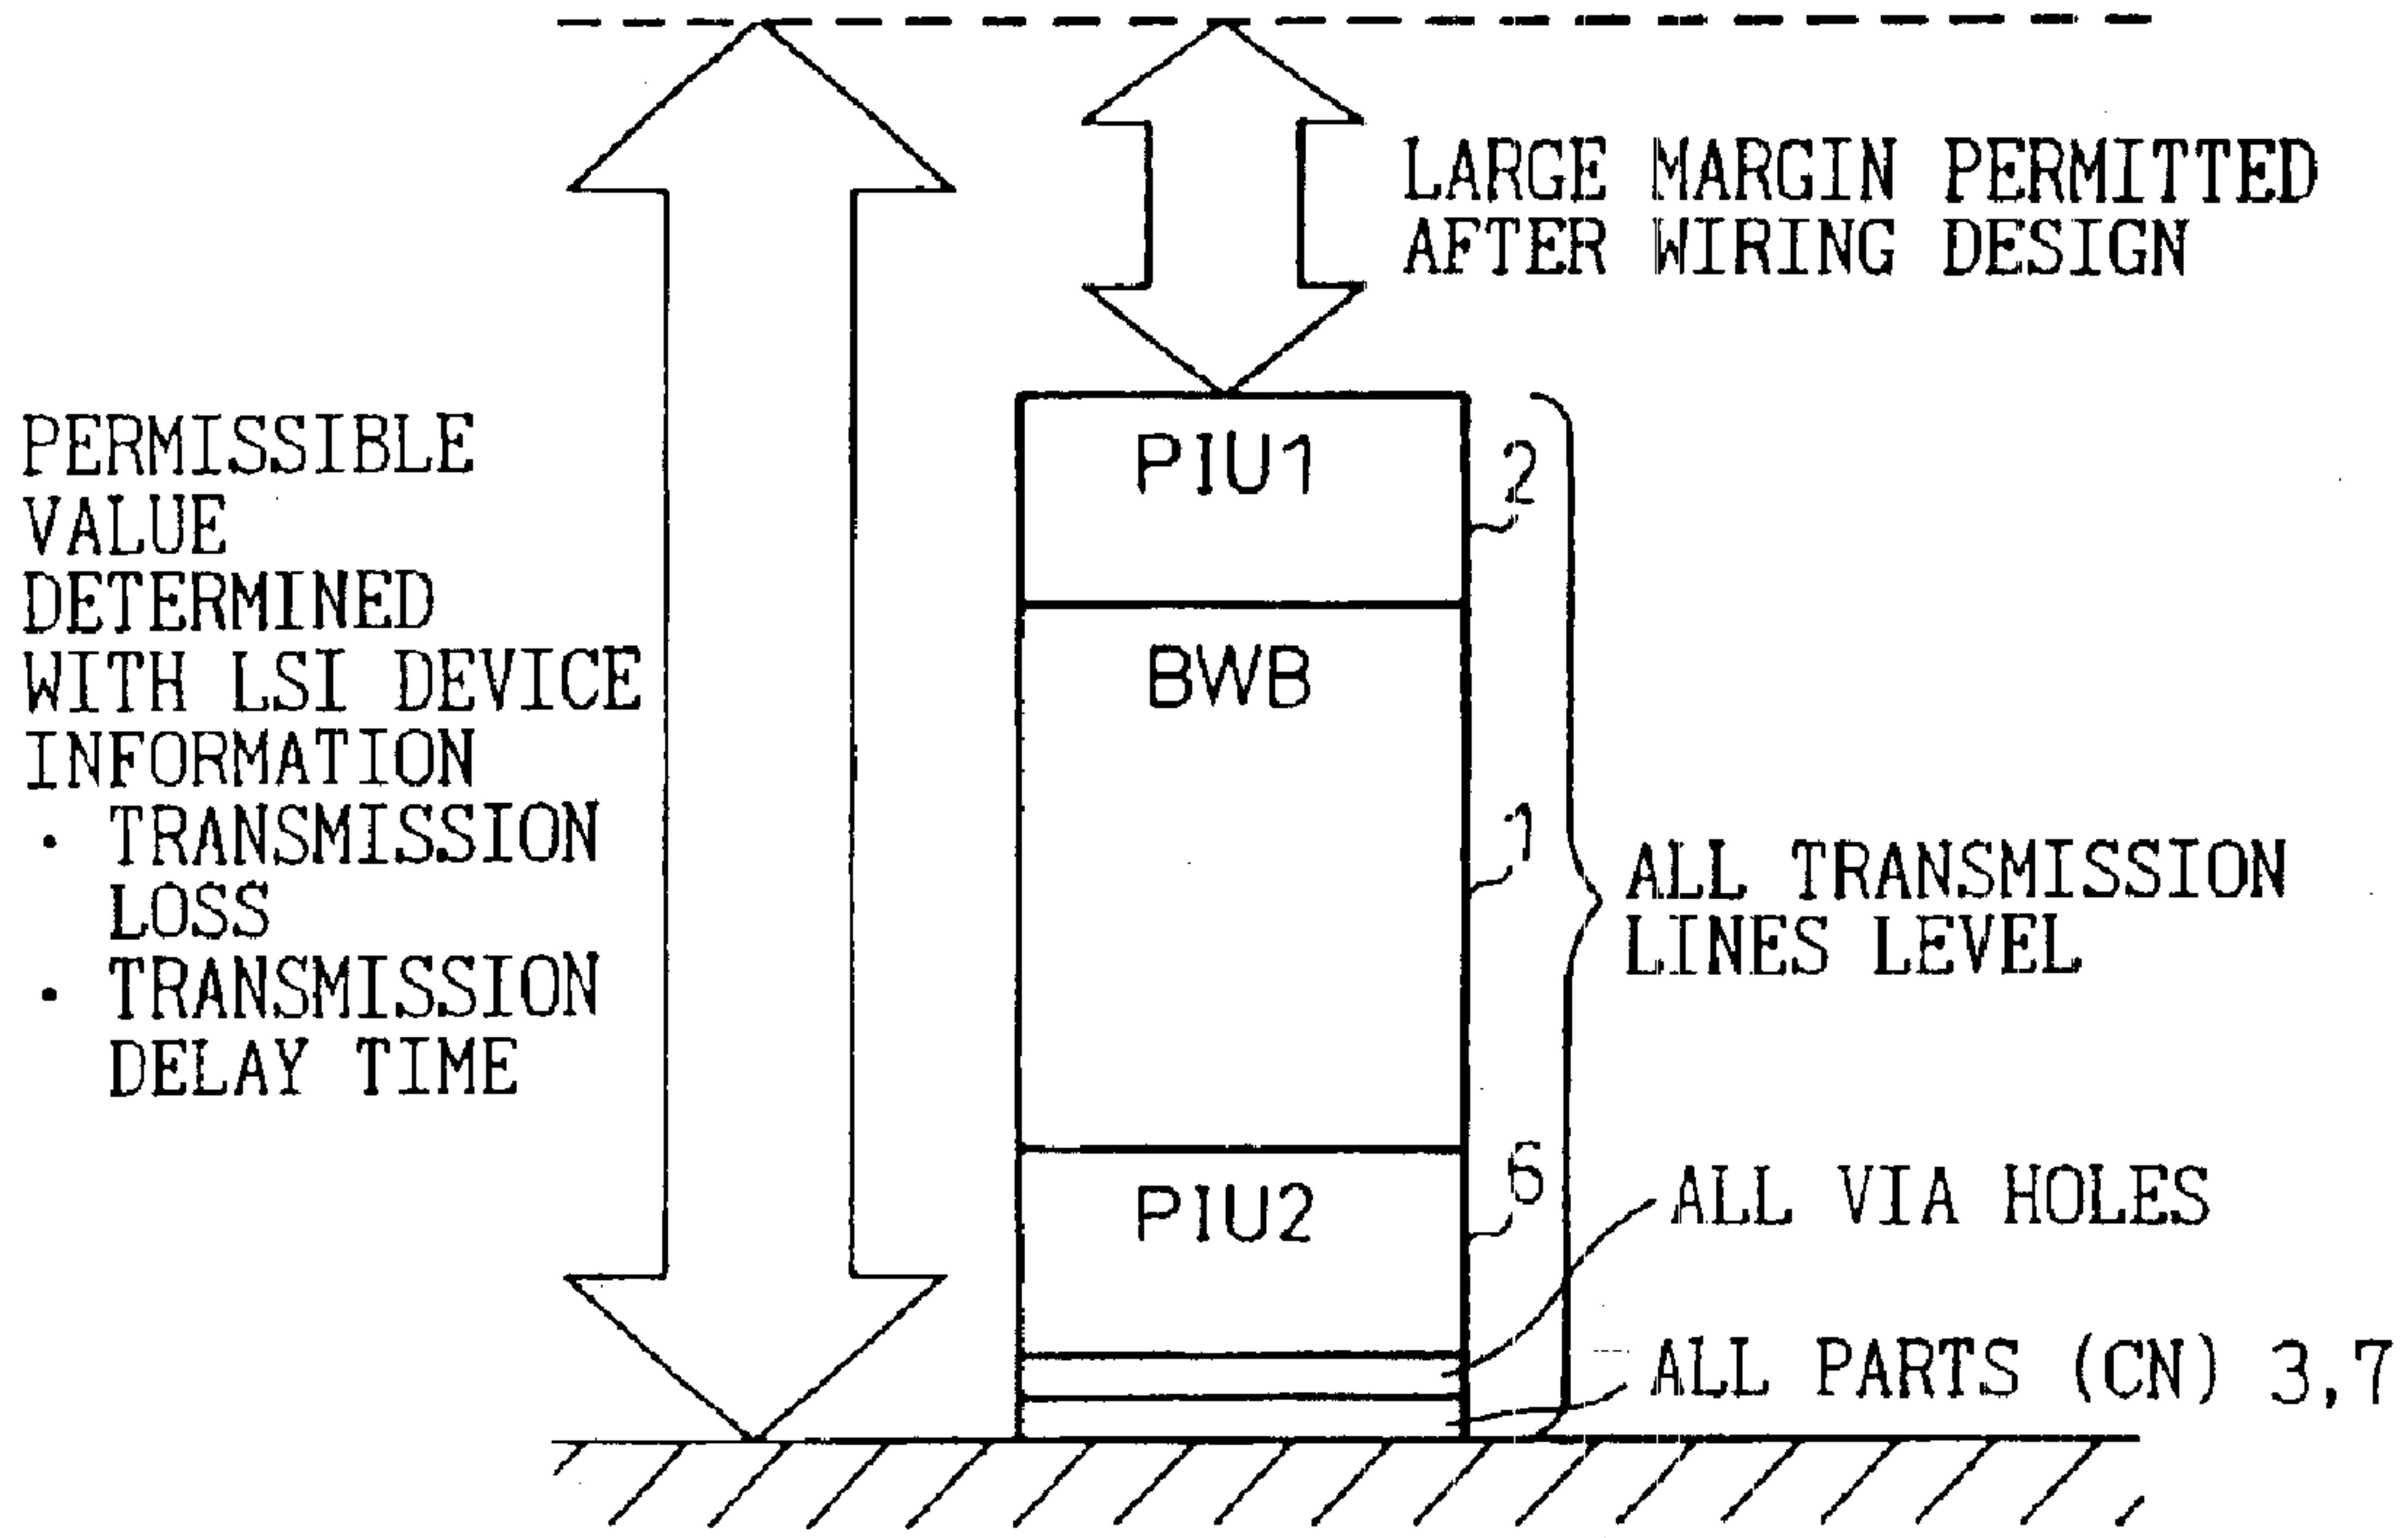 LARGE MARGIN PERMITTED
AFTER WIRING DESIGN
PERMISSIBLE
VALUE
DETERMINED
WITH LSI DEVICE
INFORMATION
· TRANSMISSION
LOSS
· TRANSMISSION
DELAY TIME
PIU1
2
BWB
1
ALL TRANSMISSION
LINES LEVEL
PIU2
6
ALL VIA HOLES
ALL PARTS (CN) 3,7